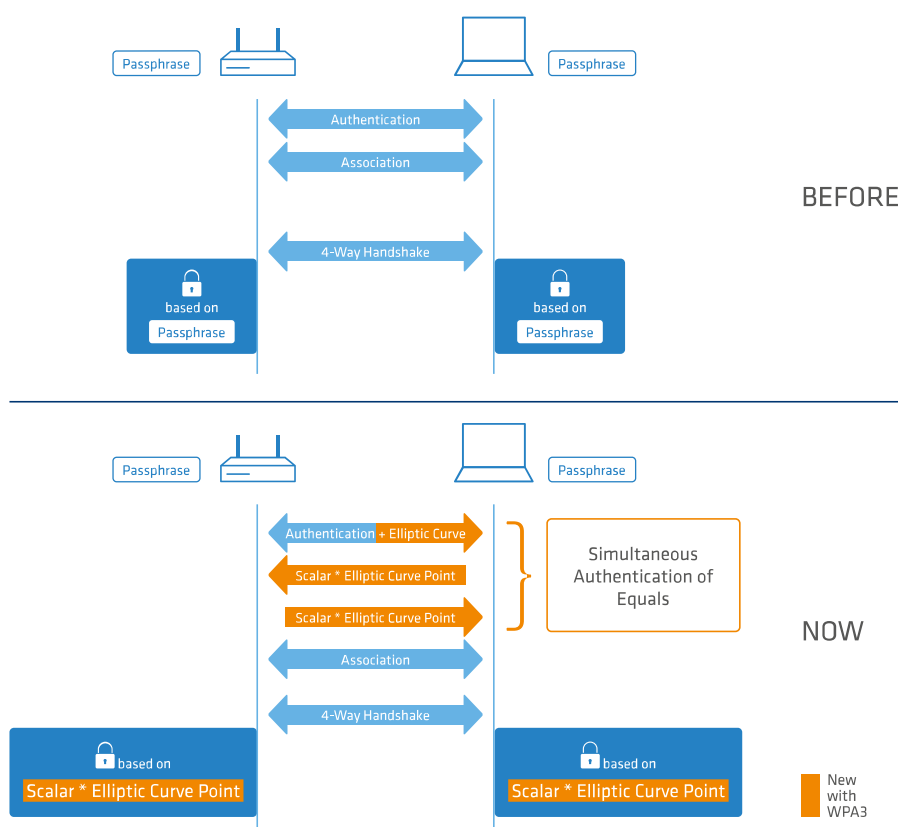 Passphrase
Passphrase
Authentication
Association
BEFORE
4-Way Handshake
based on
Passphrase
based on
Passphrase
Passphrase
Passphrase
Authentication + Elliptic Curve
Scalar * Elliptic Curve Point
Scalar * Elliptic Curve Point
Simultaneous
Authentication of
Equals
NOW
Association
4-Way Handshake
based on
Scalar * Elliptic Curve Point
based on
Scalar * Elliptic Curve Point
New
with
WPA3